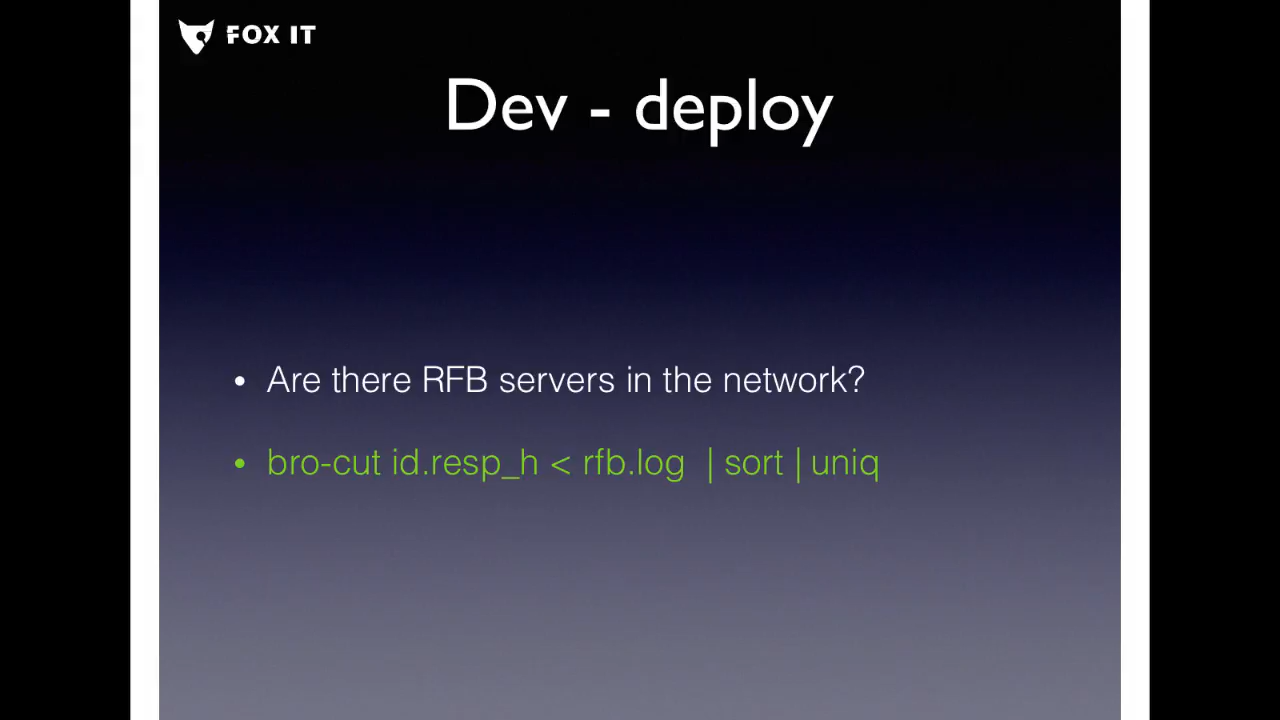 FOX IT
Dev - deploy
• Are there RFB servers in the network?
• bro-cut id.resp_h < rfb.log | sort | uniq